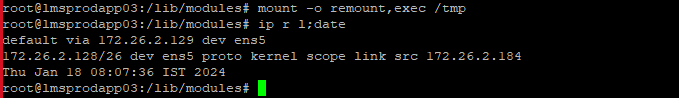 root@lmsprodapp03:/lib/modules# mount -o remount,exec /tmp
root@lmsprodapp03:/lib/modules# ip r l;date
default via 172.26.2.129 dev ens5
172.26.2.128/26 dev ens5 proto kernel scope link src 172.26.2.184
Thu Jan 18 08:07:36 IST 2024
root@lmsprodapp03:/lib/modules#